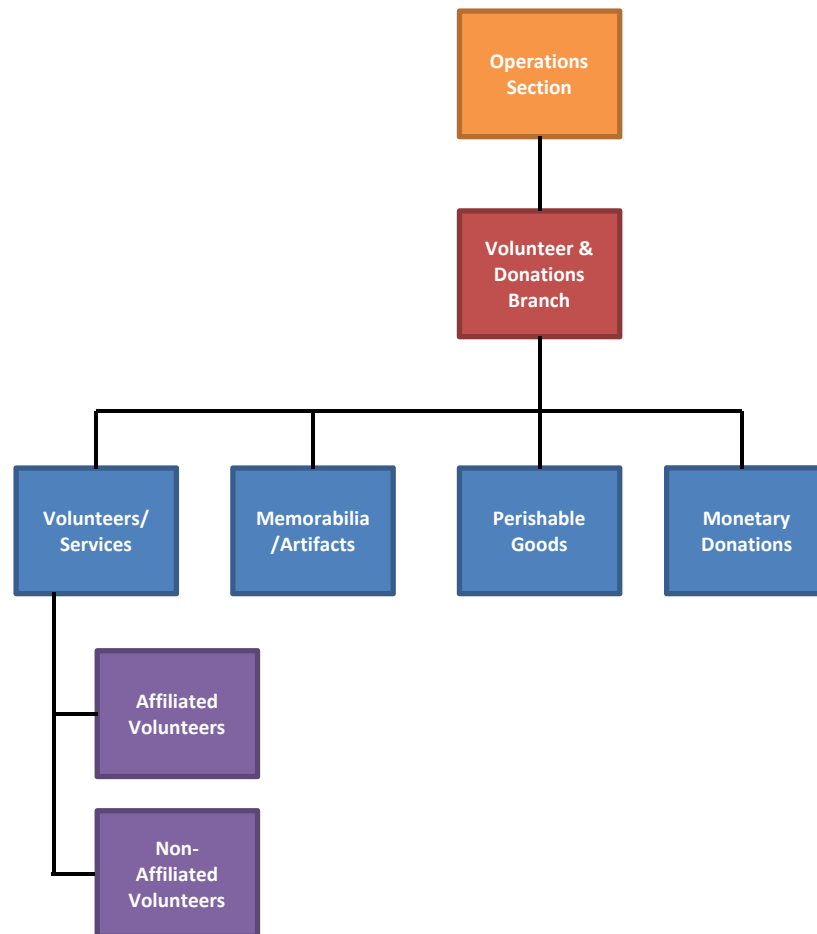 Operations
Section
Volunteer &
Donations
Branch
Volunteers/
Services
Memorabilia
/Artifacts
Perishable
Goods
Monetary
Donations
Affiliated
Volunteers
Non-
Affiliated
Volunteers